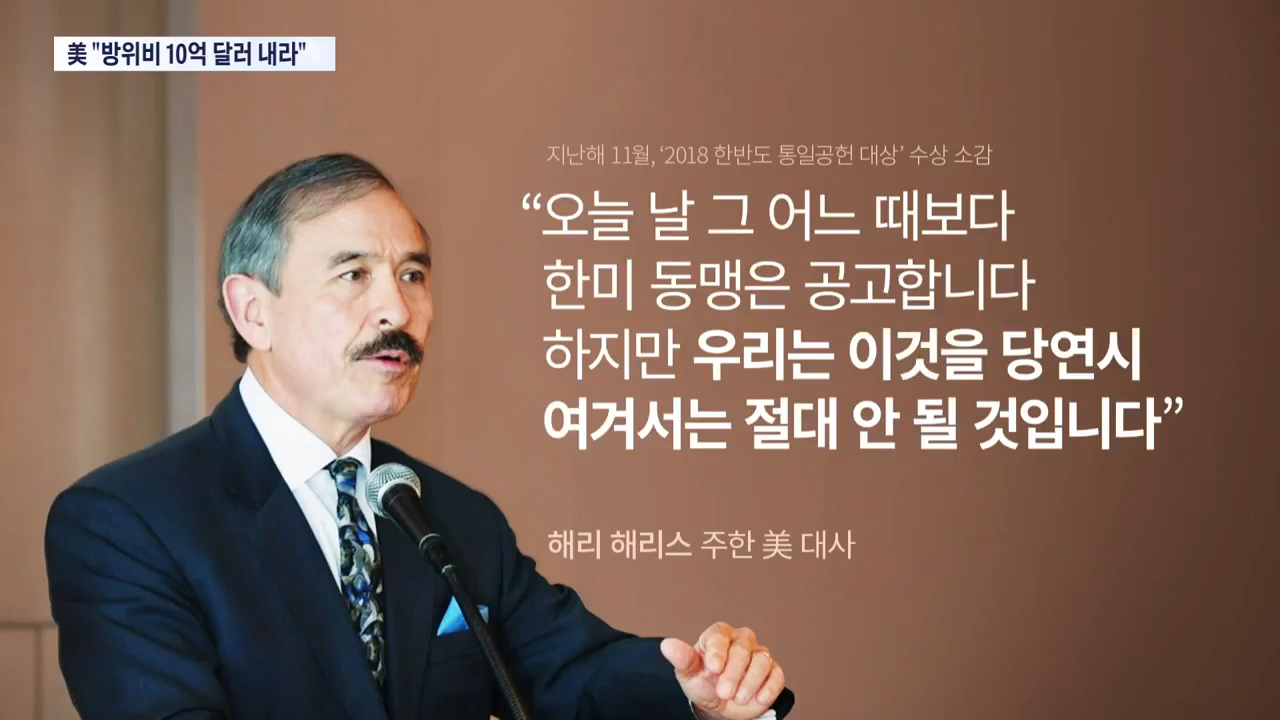 美 "방위비 10억 달러 내라"
지난해 11월, ‘2018 한반도 통일공헌 대상’ 수상 소감
“오늘 날 그 어느 때보다
한미 동맹은 공고합니다
하지만 우리는 이것을 당연시
여겨서는 절대 안 될 것입니다”
해리 해리스 주한 美 대사